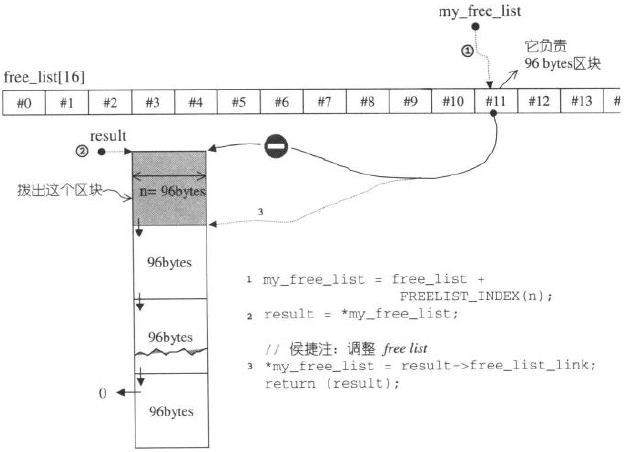 my_free_list
①
它负责
96 bytes区块
free_list[16]
#0 #1 #2 #3 #4 #5 #6 #7 #8 #9 #10 #11 #12 #13 #
result
②
n= 96bytes
拨出这个区块
3
96bytes
96bytes
0
96bytes
1 my_free_list = free_list +
FREELIST_INDEX(n);
2 result = *my_free_list;
// 侯捷注：调整 free list
3 *my_free_list = result->free_list_link;
return (result);